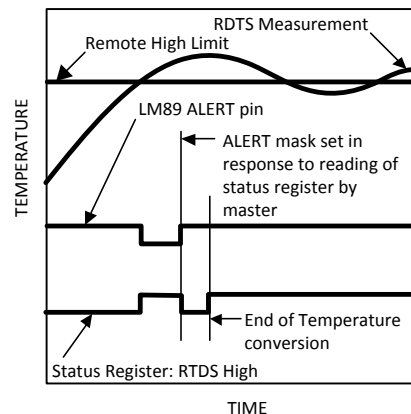 RDTS Measurement
Remote High Limit
LM89 ALERT pin
ALERT mask set in
response to reading of
status register by
master
TEMPERATURE
End of Temperature
conversion
Status Register: RTDS High
TIME